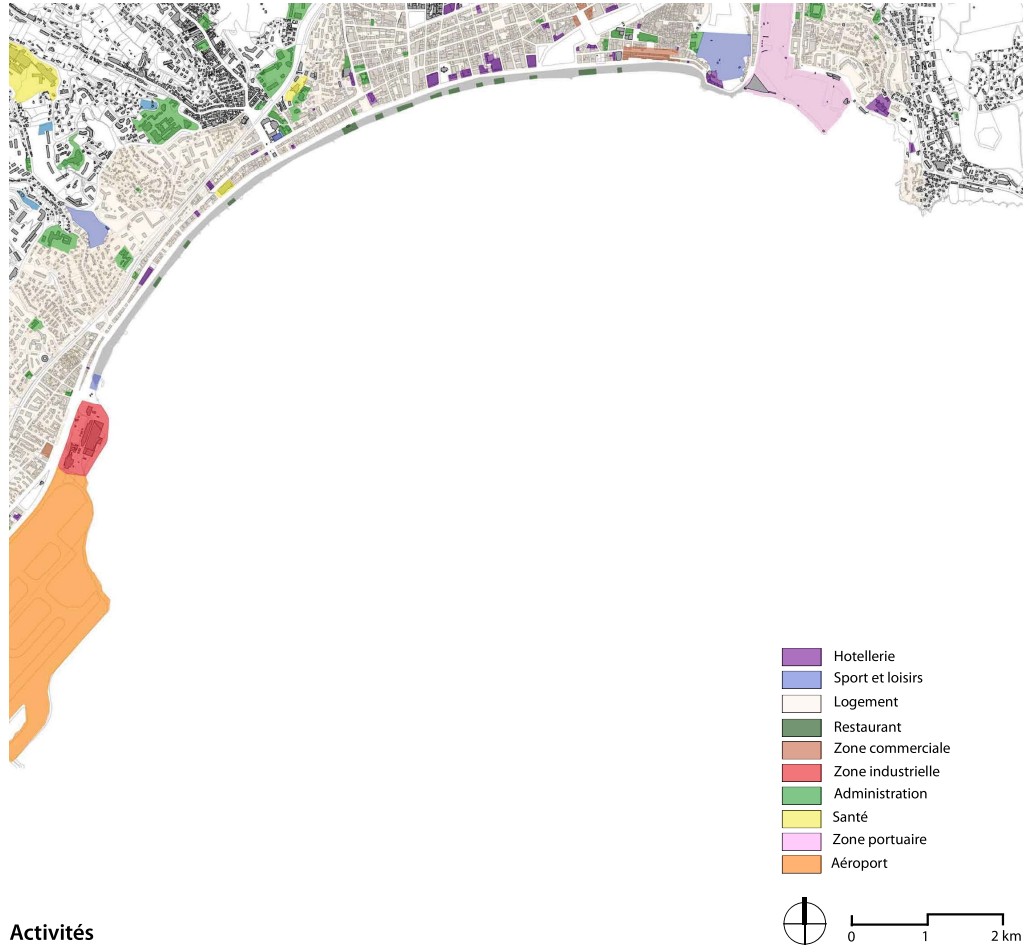 Hotellerie
Sport et loisirs
Logement
Restaurant
Zone commerciale
Zone industrielle
Administration
Santé
Zone portuaire
Aéroport
Activités
0 1 2 km